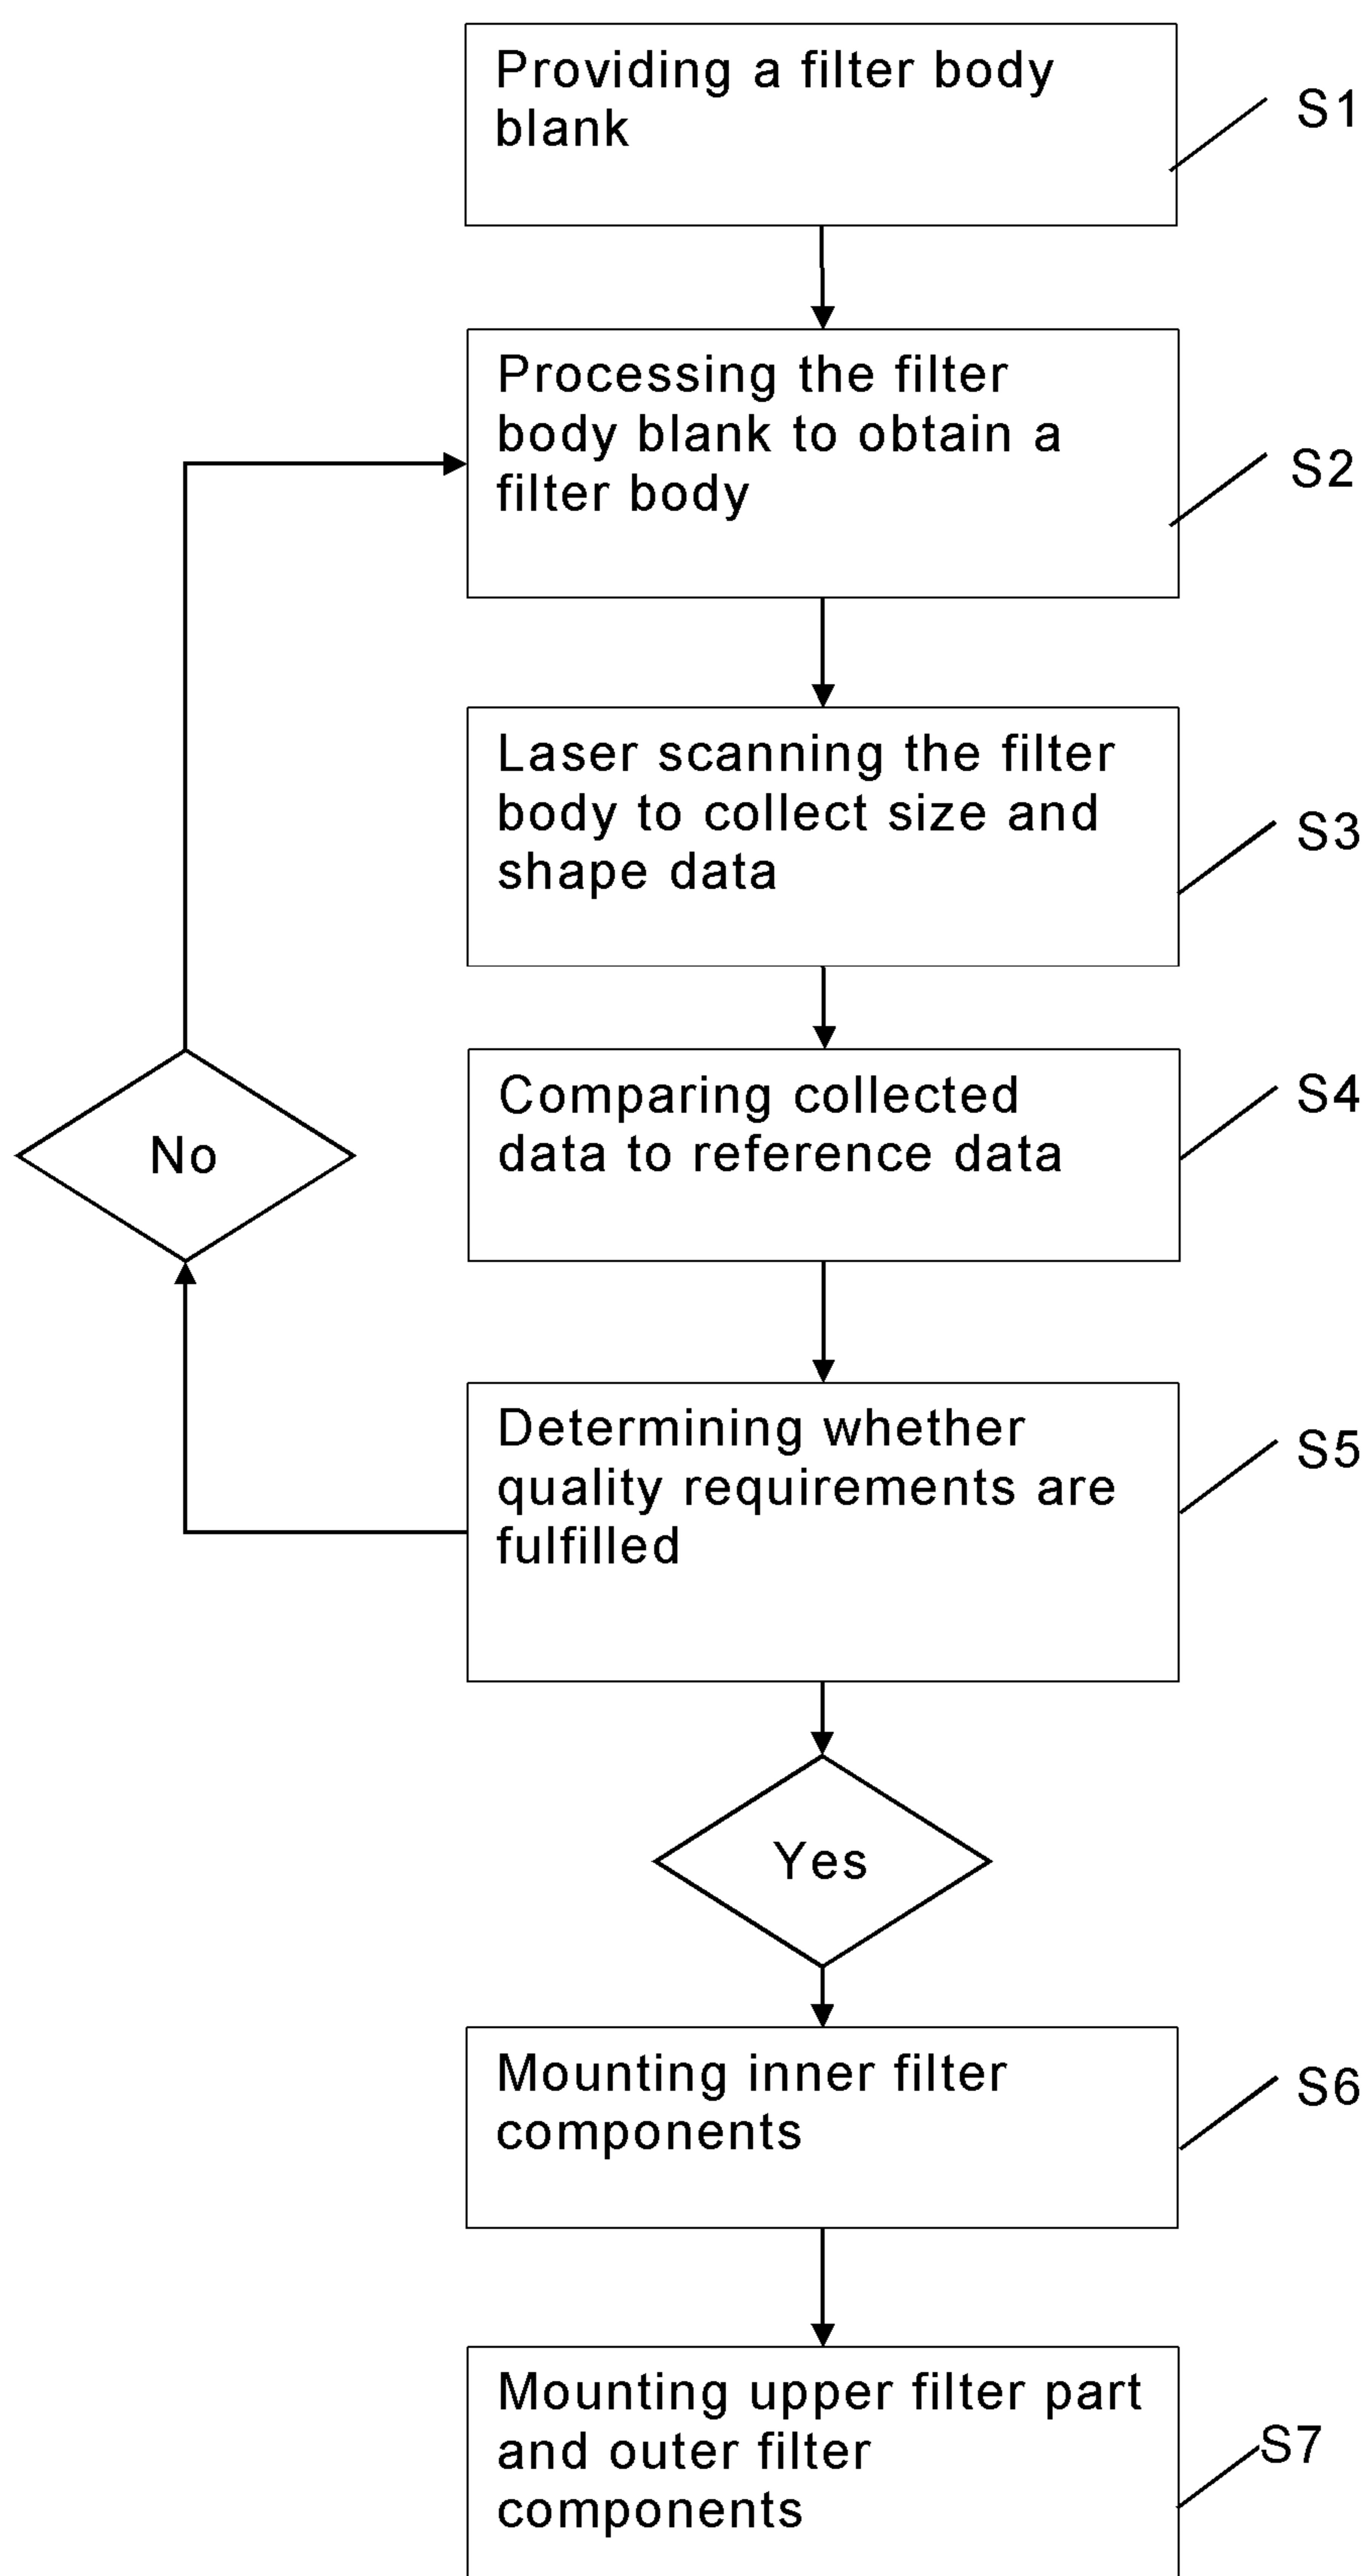 Providing a filter body
blank
S1
Processing the filter
body blank to obtain a
filter body
S2
Laser scanning the filter
body to collect size and
shape data
S3
Comparing collected
data to reference data
S4
No
Determining whether
quality requirements are
fulfilled
S5
Yes
Mounting inner filter
components
S6
Mounting upper filter part
and outer filter
components
S7